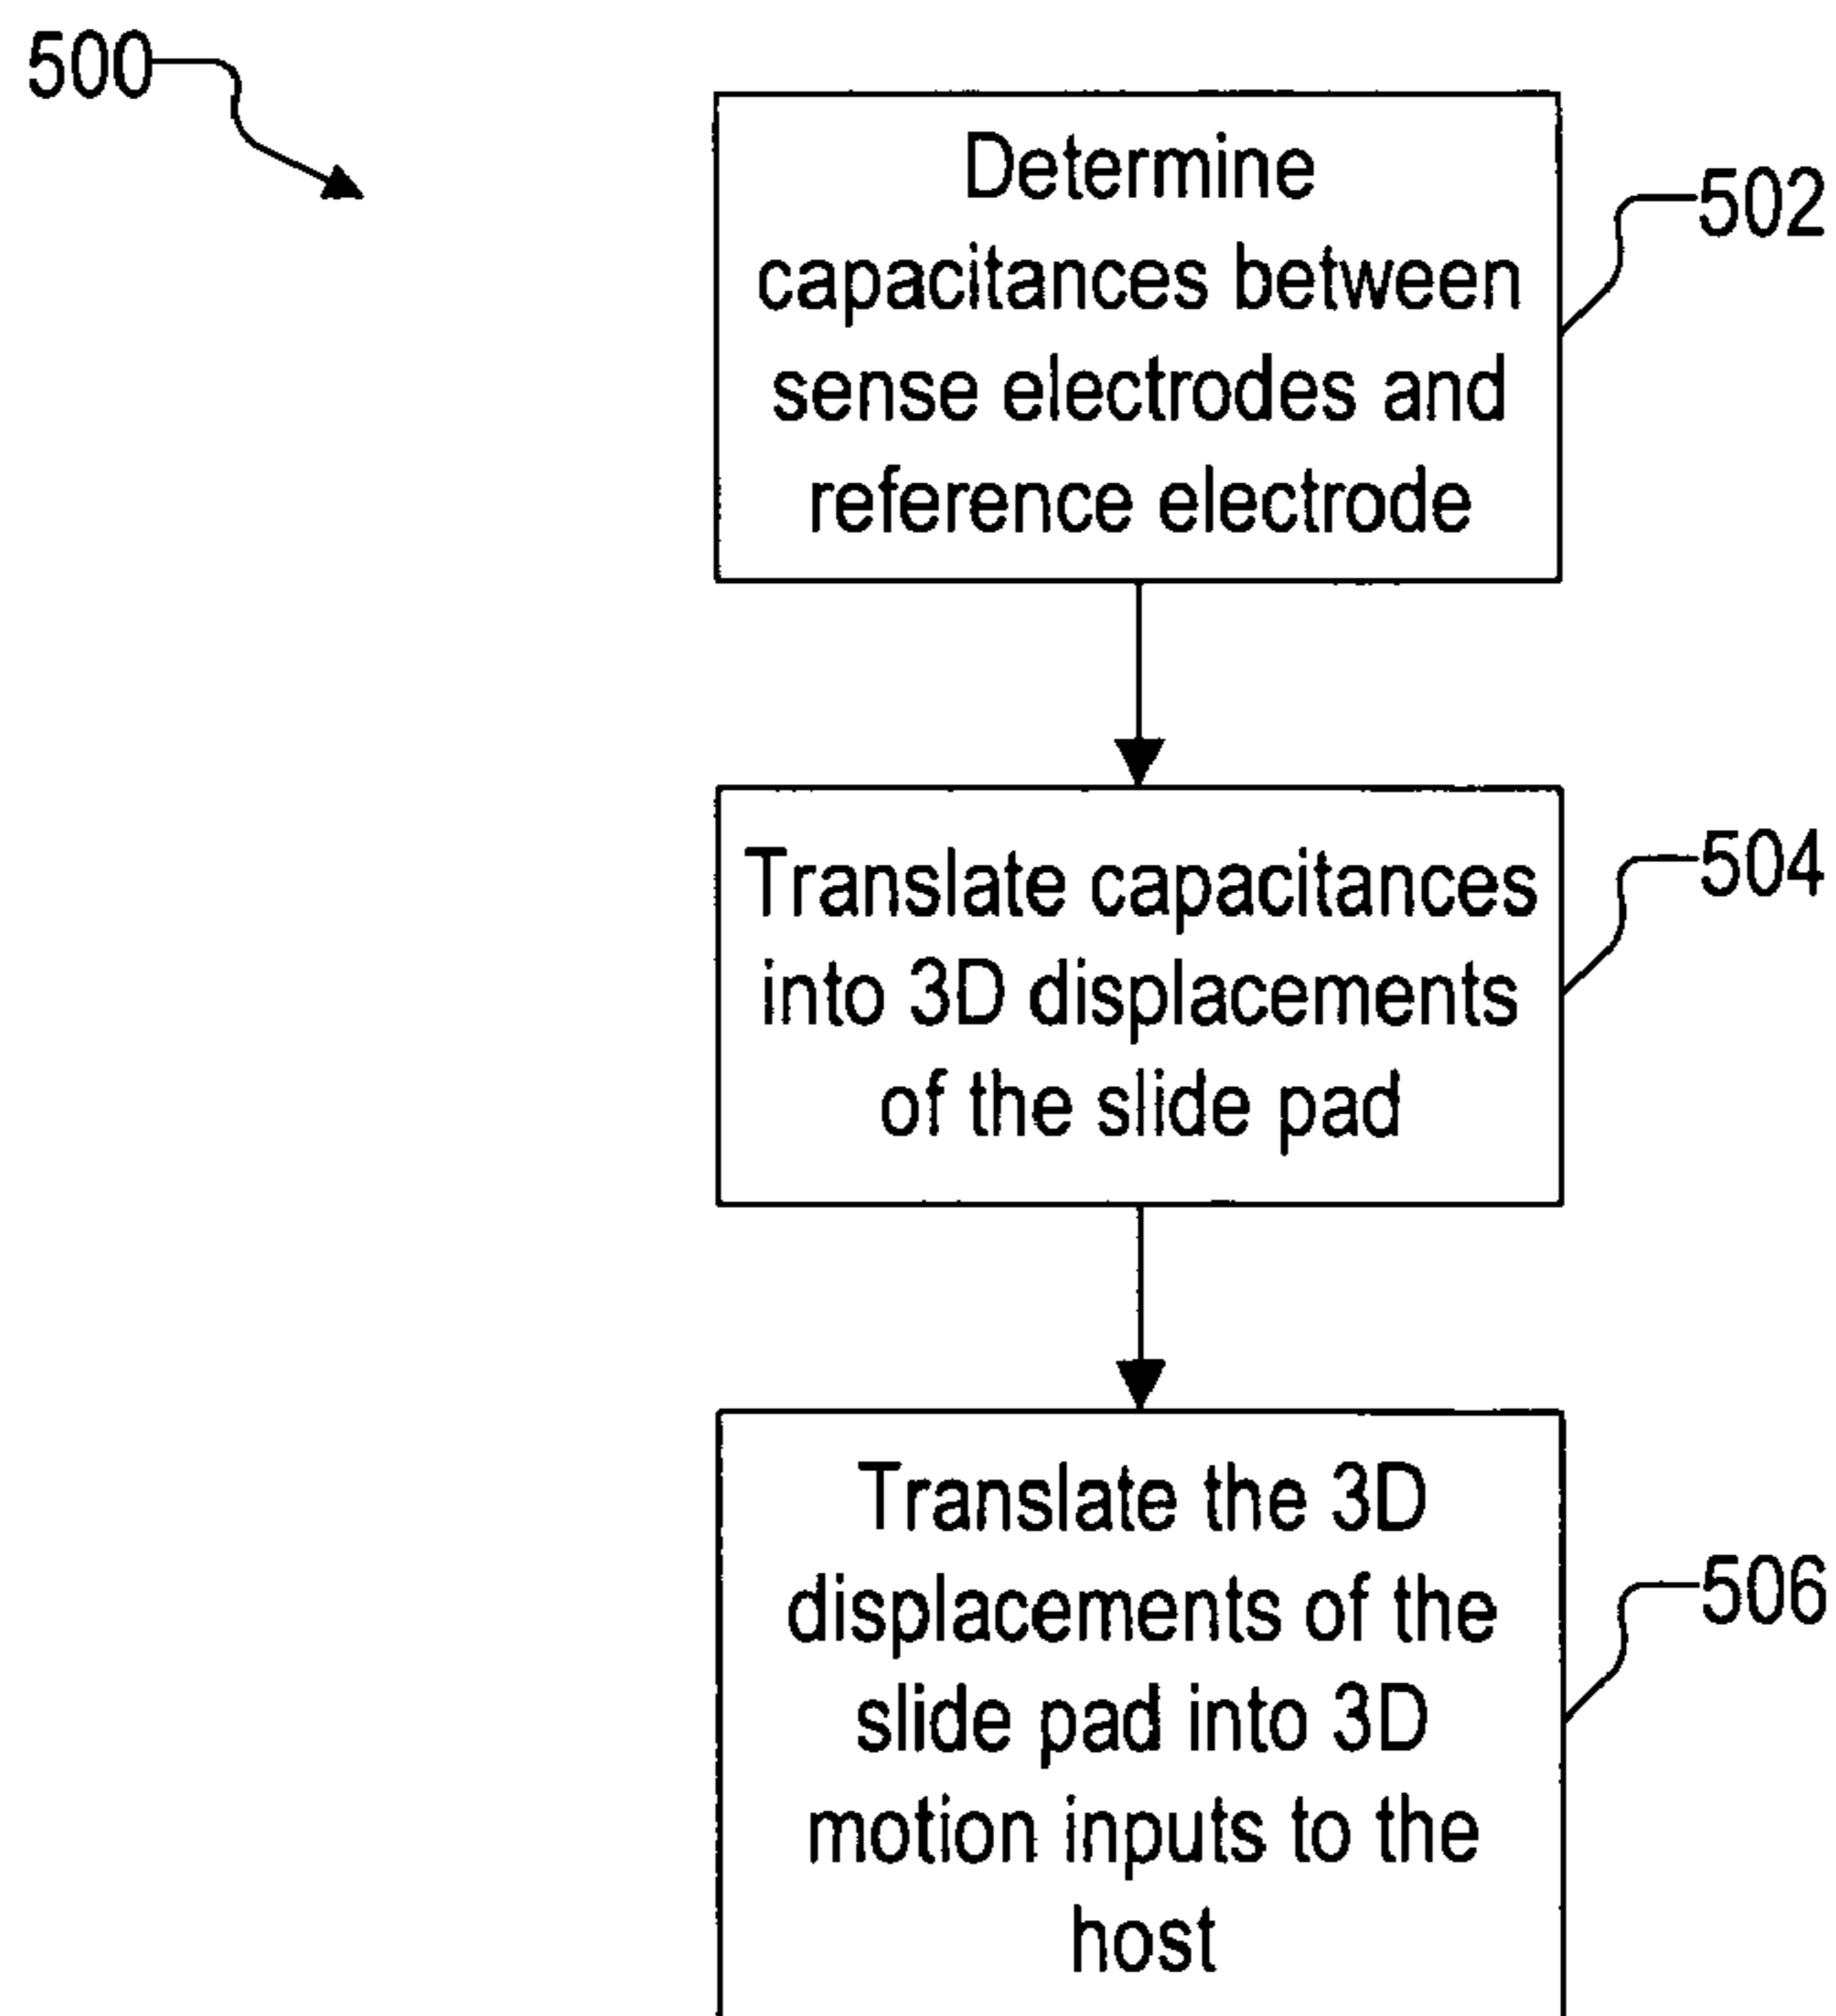 500
Determine
capacitances between
sense electrodes and
reference electrode
502
Translate capacitances
into 3D displacements
of the slide pad
504
Translate the 3D
displacements of the
slide pad into 3D
motion inputs to the
host
506